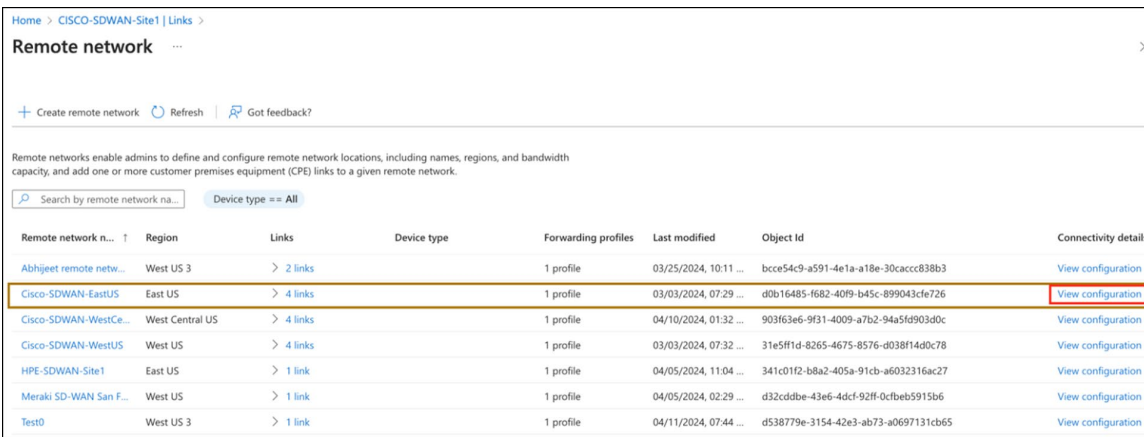 Home > CISCO-SDWAN-Site1 | Links >
Remote network ...
+ Create remote network Refresh Got feedback?
Remote networks enable admins to define and configure remote network locations, including names, regions, and bandwidth
capacity, and add one or more customer premises equipment (CPE) links to a given remote network.
Search by remote network na... Device type == All
Remote network n... ↑ Region Links Device type Forwarding profiles Last modified Object Id Connectivity detail
Abhijeet remote netw... West US 3 > 2 links 1 profile 03/25/2024, 10:11 ... bcce54c9-a591-4e1a-a18e-30caccc838b3 View configuration
Cisco-SDWAN-EastUS East US > 4 links 1 profile 03/03/2024, 07:29 ... d0b16485-f682-40f9-b45c-899043cfe726 View configuration
Cisco-SDWAN-WestCe... West Central US > 4 links 1 profile 04/10/2024, 01:32 ... 903f63e6-9f31-4009-a7b2-94a5fd903d0c View configuration
Cisco-SDWAN-WestUS West US > 4 links 1 profile 03/03/2024, 07:32 ... 31e5ff1d-8265-4675-8576-d038f14d0c78 View configuration
HPE-SDWAN-Site1 East US > 1 link 1 profile 04/05/2024, 11:04 ... 341c01f2-b8a2-405a-91cb-a6032316ac27 View configuration
Meraki SD-WAN San F... West US > 1 link 1 profile 04/05/2024, 02:29 ... d32cddbe-43e6-4dcf-92ff-0cfbeb5915b6 View configuration
Test0 West US 3 > 1 link 1 profile 04/11/2024, 07:44 ... d538779e-3154-42e3-ab73-a0697131cb65 View configuration